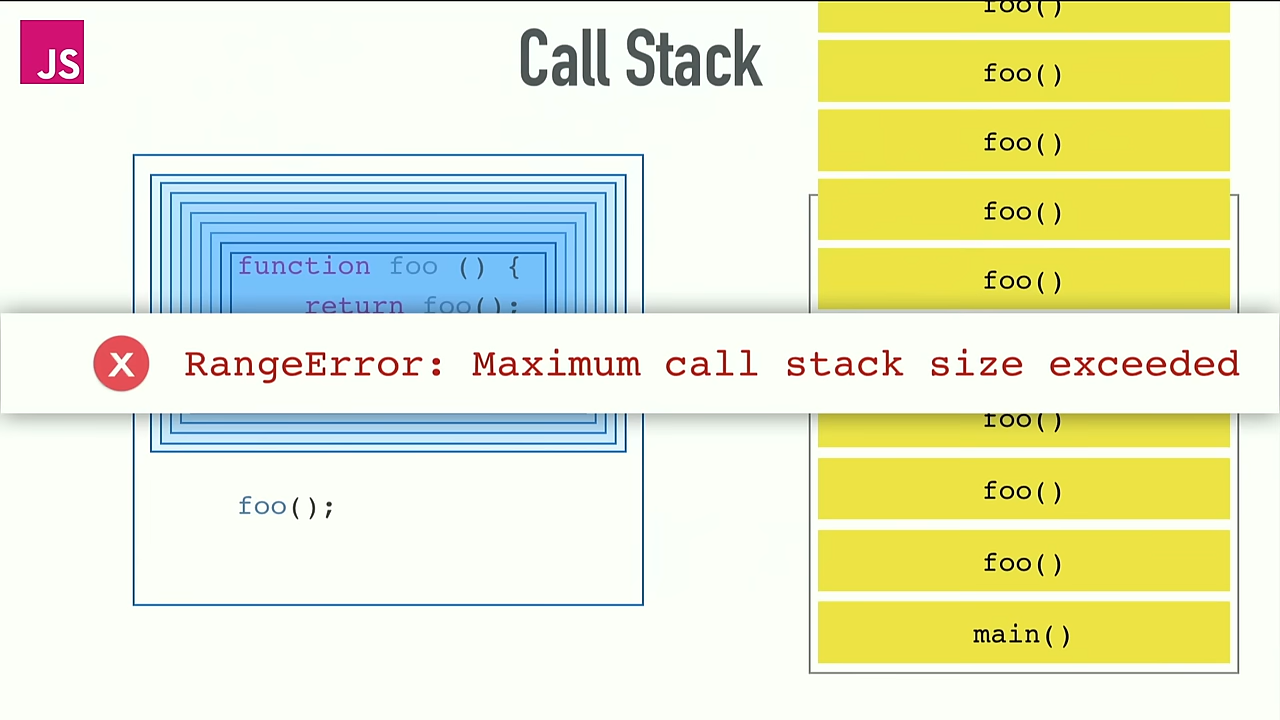 JS
Call Stack
function foo () {
return foo();
foo();
RangeError: Maximum call stack size exceeded
foo()
foo()
foo()
foo()
foo()
foo()
foo()
foo()
main()